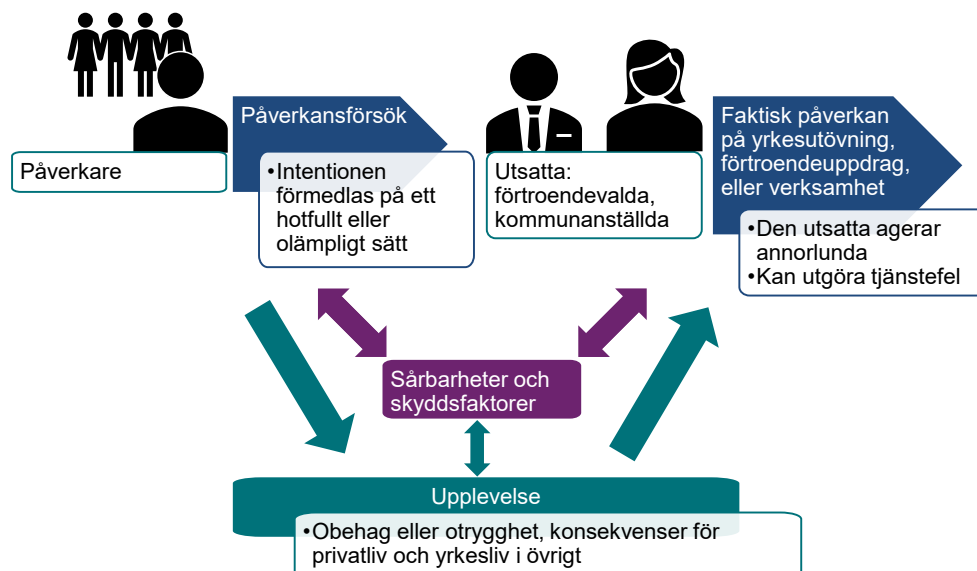 Påverkare
Påverkansförsök
•Intentionen
förmedlas på ett
hotfullt eller
olämpligt sätt
Utsatta:
förtroendevalda,
kommunanställda
Faktisk påverkan
på yrkesutövning,
förtroendeuppdrag,
eller verksamhet
•Den utsatta agerar
annorlunda
•Kan utgöra tjänstefel
Sårbarheter och
skyddsfaktorer
Upplevelse
•Obehag eller otrygghet, konsekvenser för
privatliv och yrkesliv i övrigt